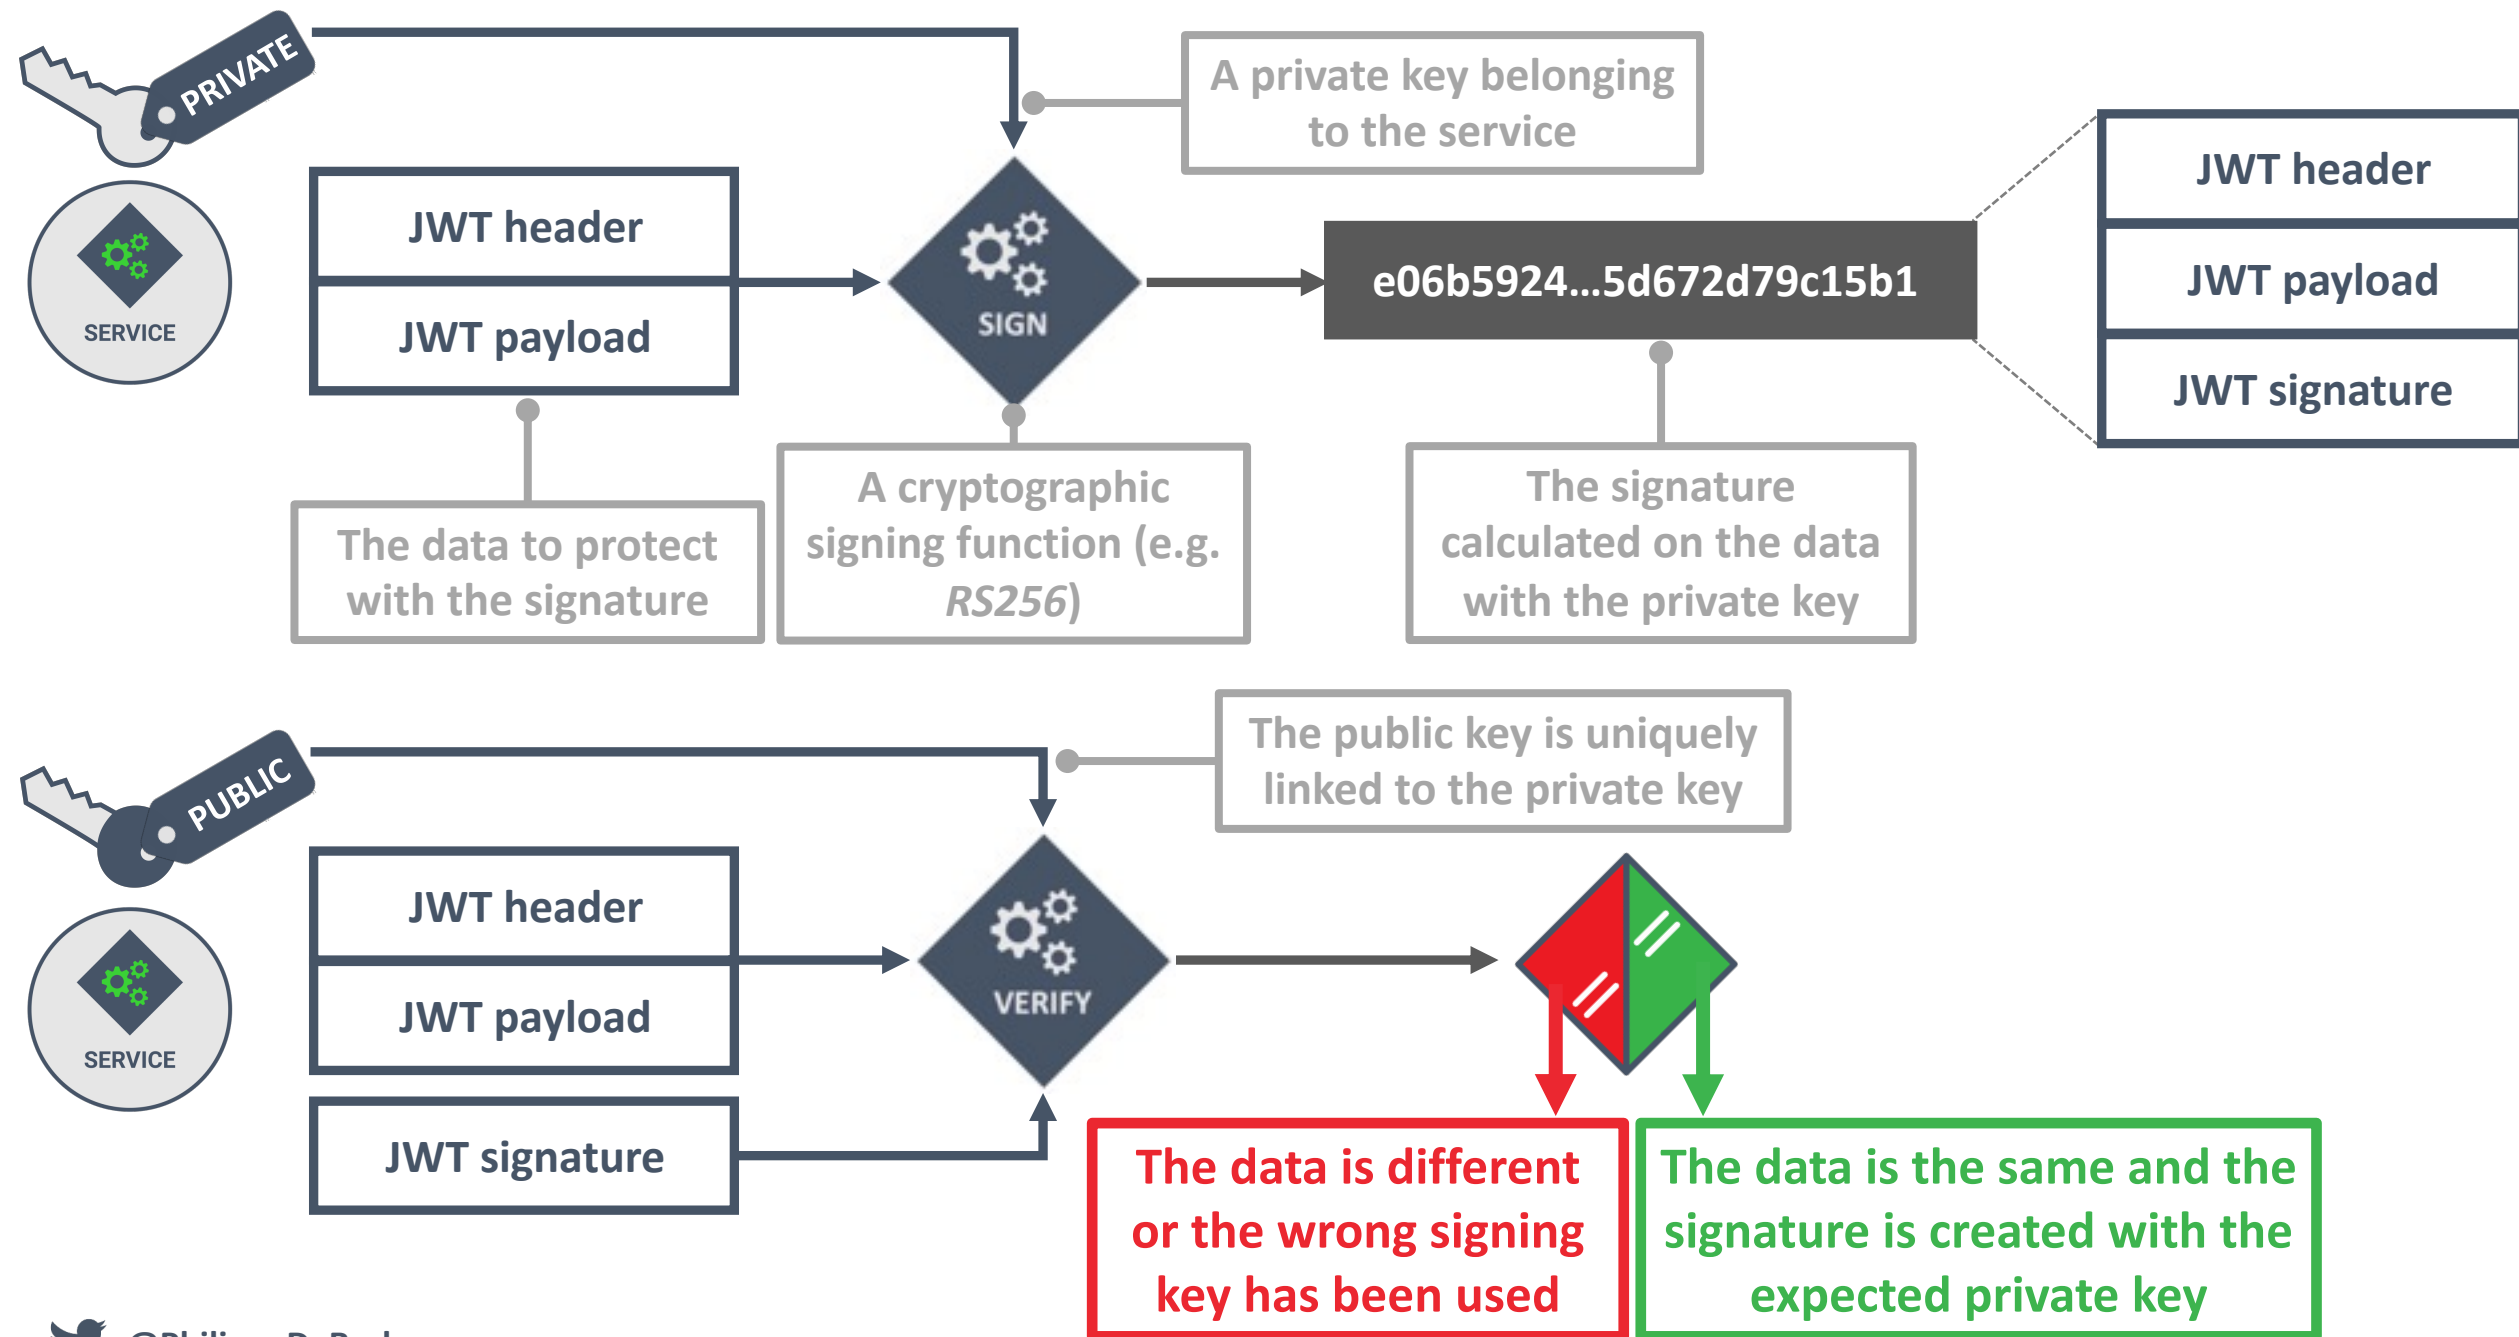 PRIVATE
A private key belonging
to the service
JWT header
JWT payload
SERVICE
SIGN
e06b5924...5d672d79c15b1
JWT header
JWT payload
JWT signature
The data to protect
with the signature
A cryptographic
signing function (e.g.
RS256)
The signature
calculated on the data
with the private key
PUBLIC
The public key is uniquely
linked to the private key
JWT header
JWT payload
SERVICE
VERIFY
JWT signature
The data is different
or the wrong signing
key has been used
The data is the same and the
signature is created with the
expected private key